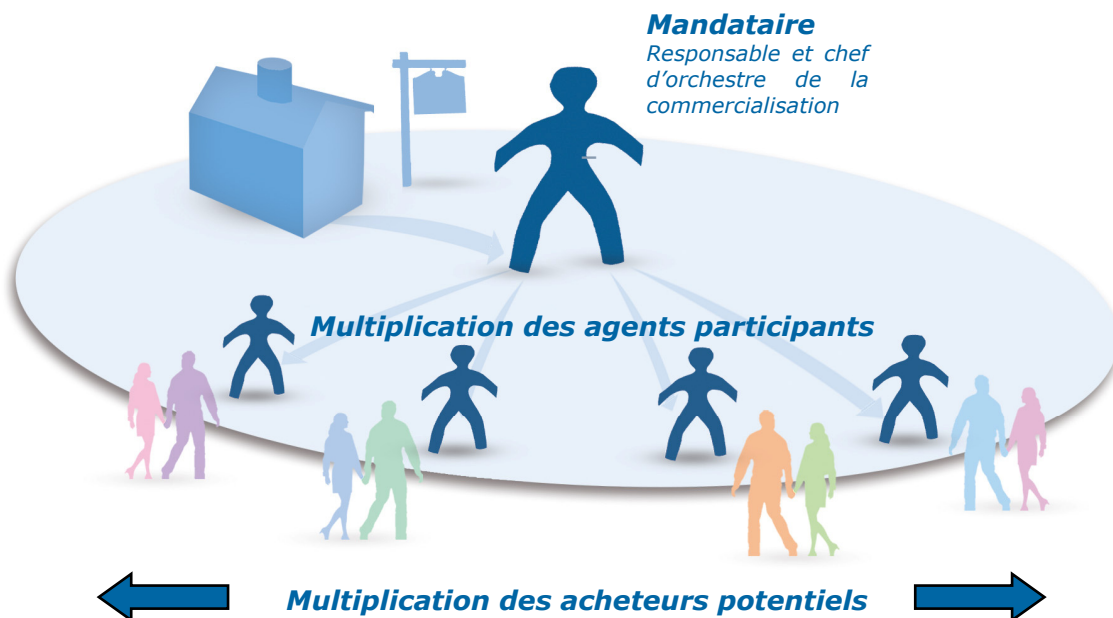 Mandataire
Responsable et chef
d’orchestre de la
commercialisation
Multiplication des agents participants
Multiplication des acheteurs potentiels